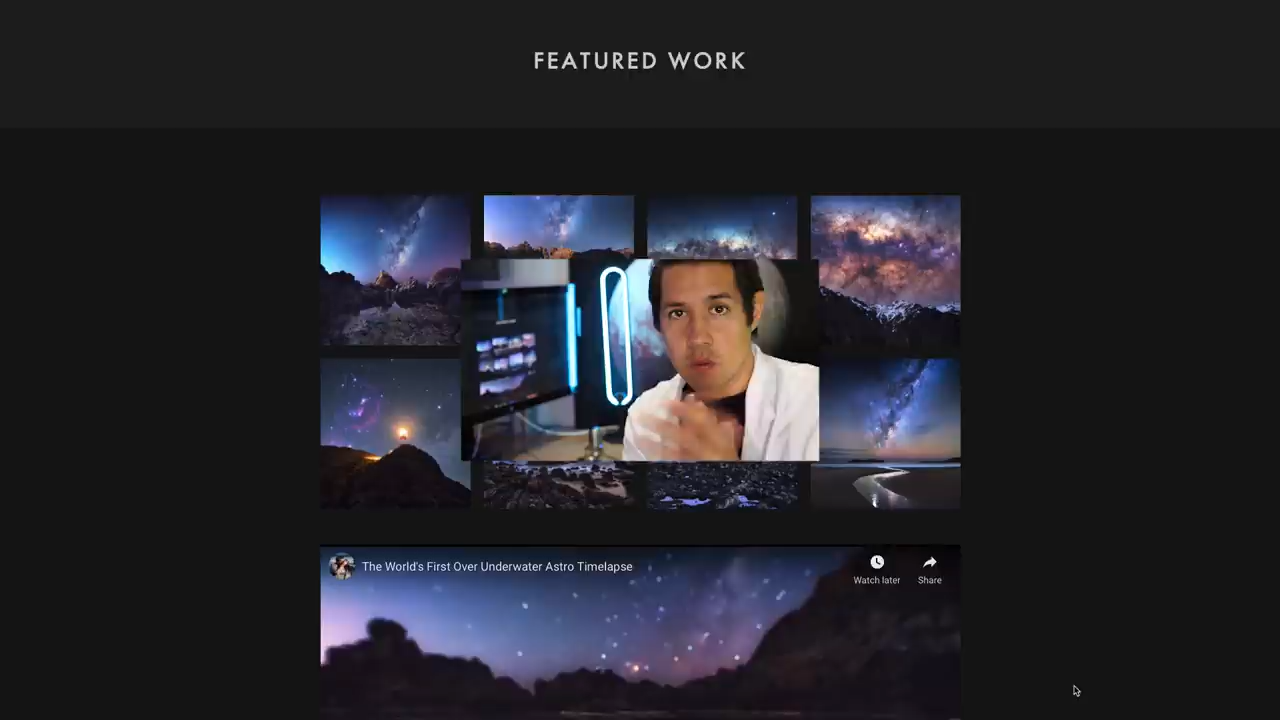 FEATURED WORK
The World's First Over Underwater Astro Timelapse
Watch later
Share